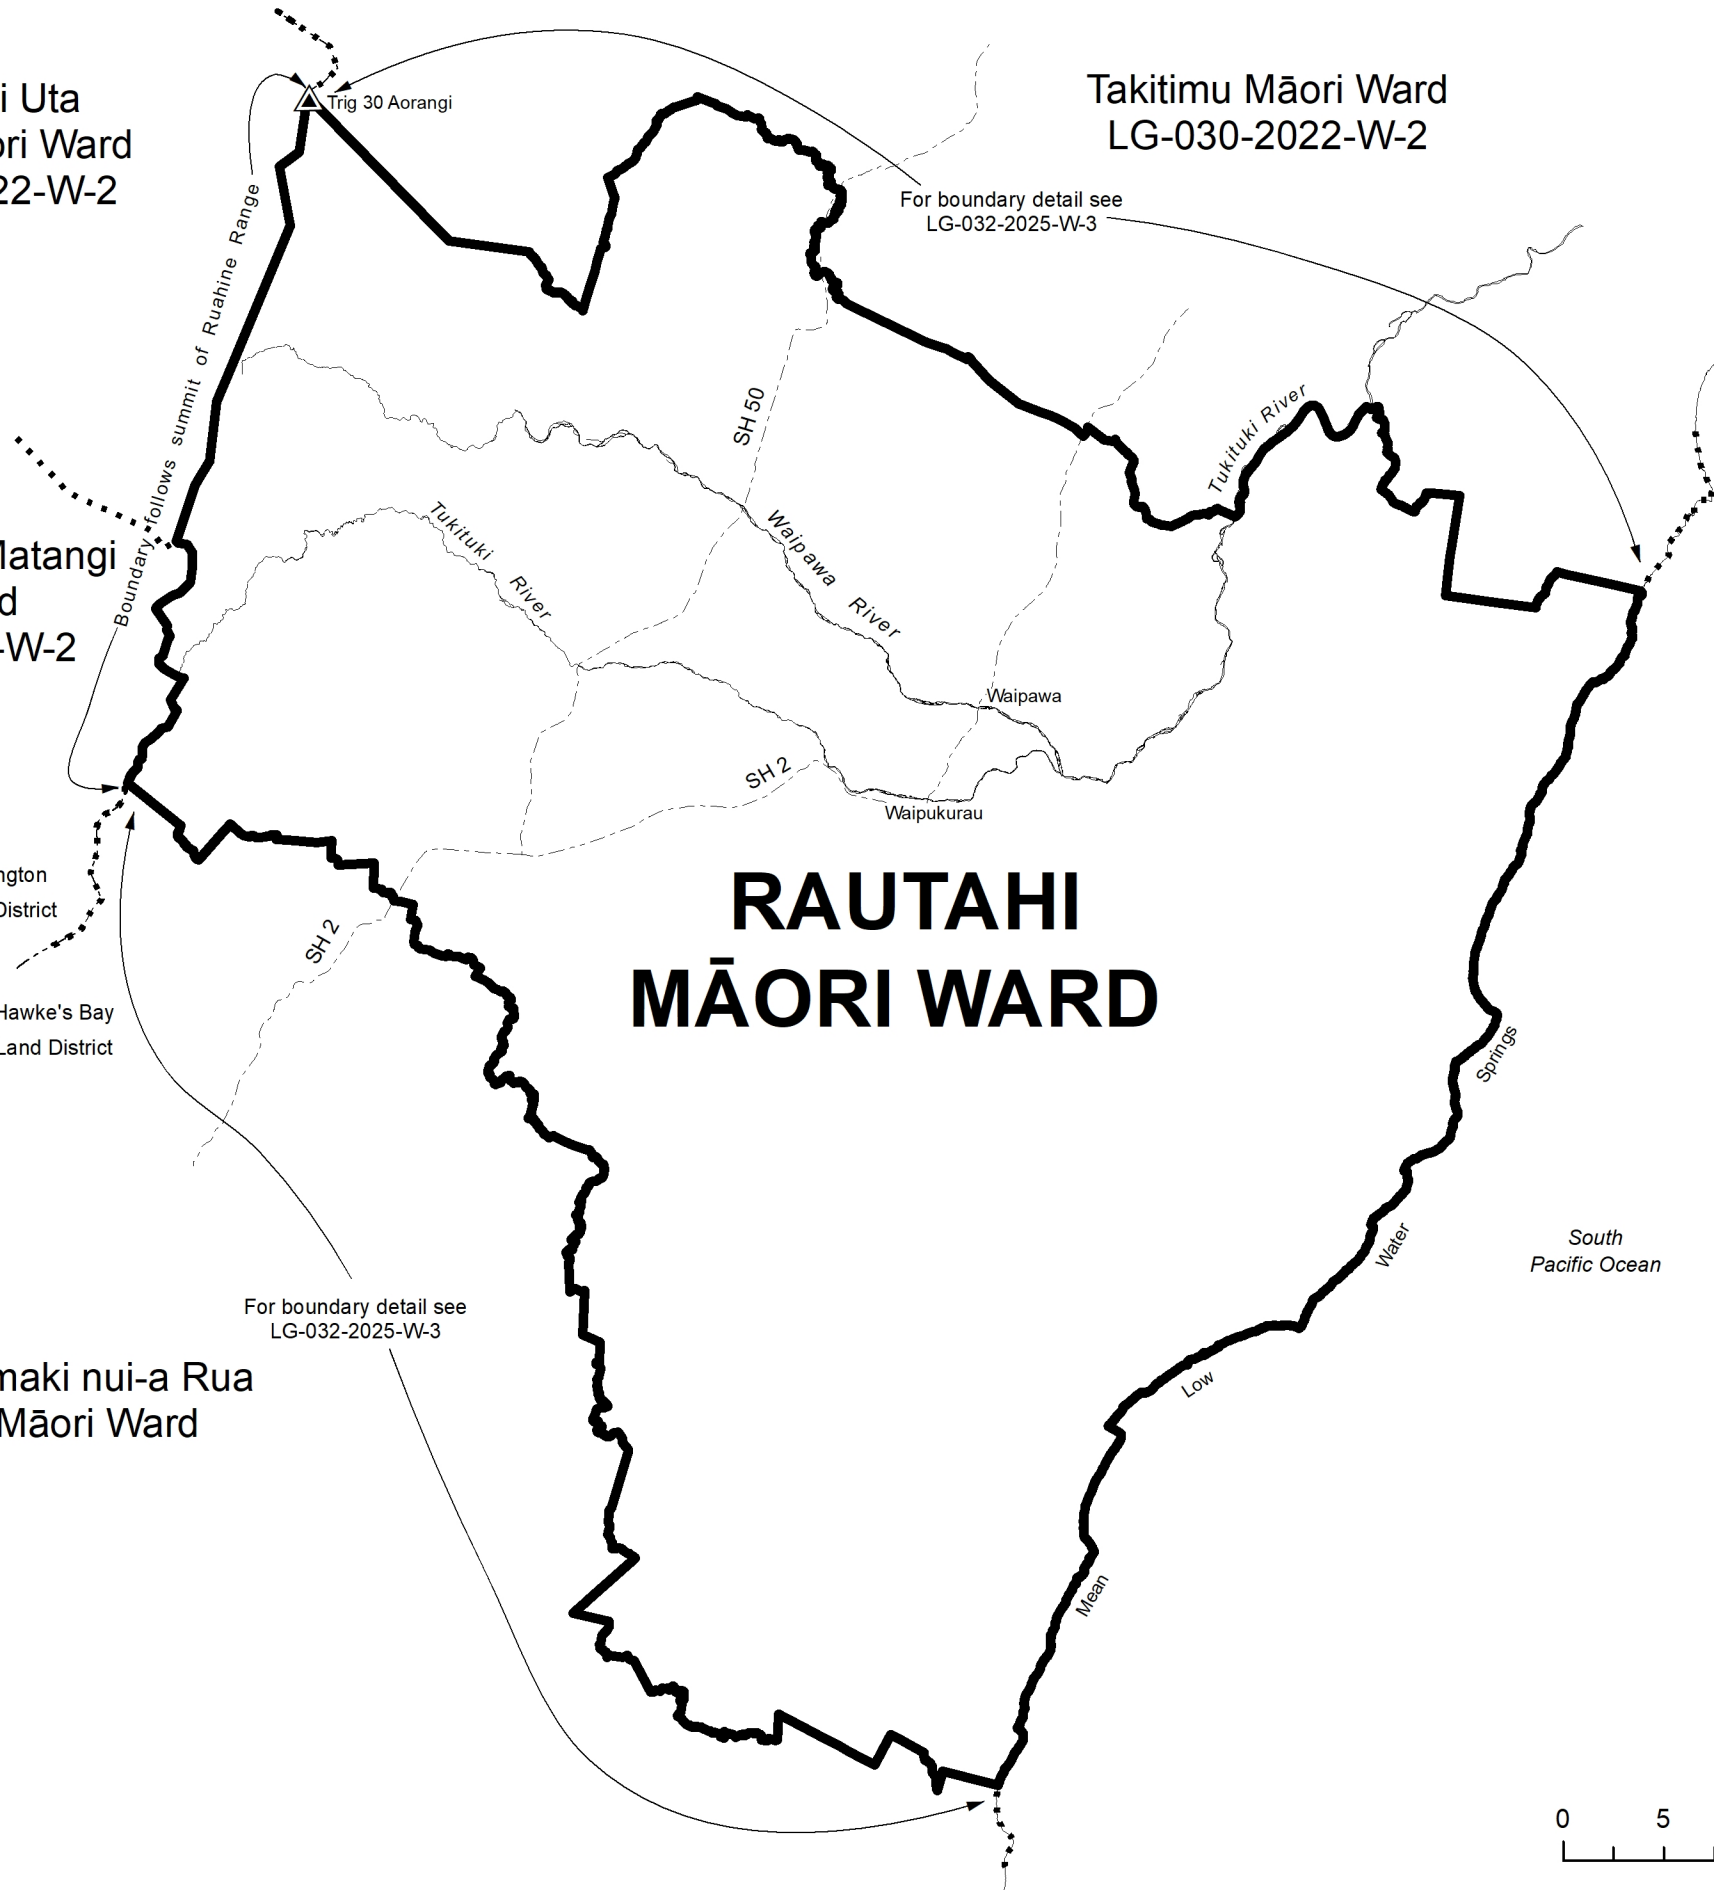 Trig 30 Aorangi
Takitimu Māori Ward
LG-030-2022-W-2
i Uta
ori Ward
22-W-2
For boundary detail see
LG-032-2025-W-3
Boundary follows summit of Ruahine Range
SH 50
Tukituki River
Tukituki River
Waipawa River
Matangi
d
-W-2
Waipawa
SH 2
Waipukurau
ngton
District
RAUTAHI
MĀORI WARD
SH 2
Hawke's Bay
Land District
Mean Low Water Springs
South
Pacific Ocean
For boundary detail see
LG-032-2025-W-3
maki nui-a Rua
Māori Ward
0 5